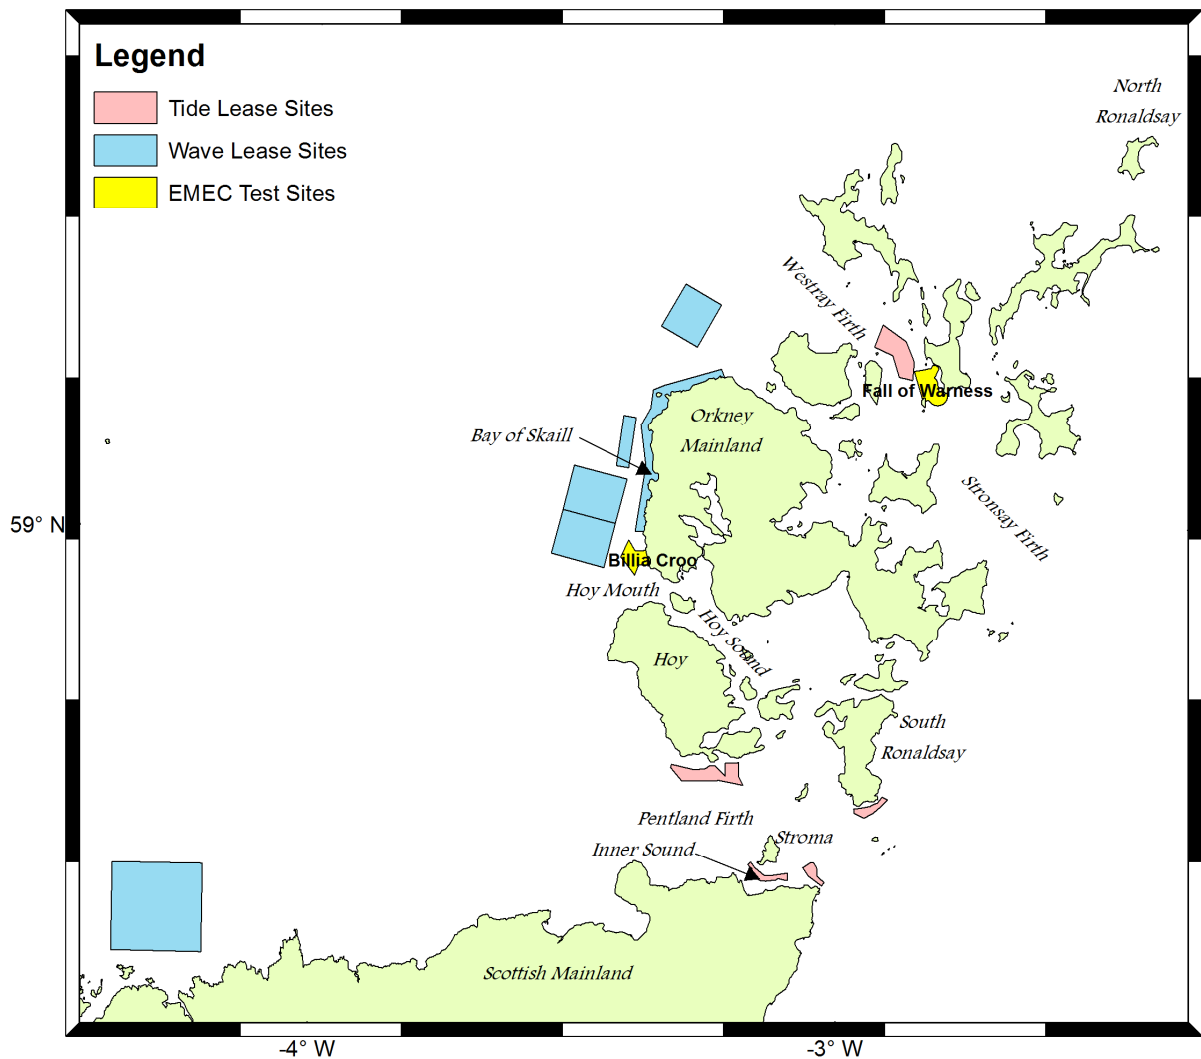 Legend
Tide Lease Sites
Wave Lease Sites
EMEC Test Sites
North
Ronaldsay
Westray Firth
Fall of Warness
Orkney
Mainland
Bay of Skaill
Stronsay Firth
59° N
Billia Croo
Hoy Mouth
Hoy Sound
Hoy
South
Ronaldsay
Pentland Firth
Stroma
Inner Sound
Scottish Mainland
-4° W
-3° W